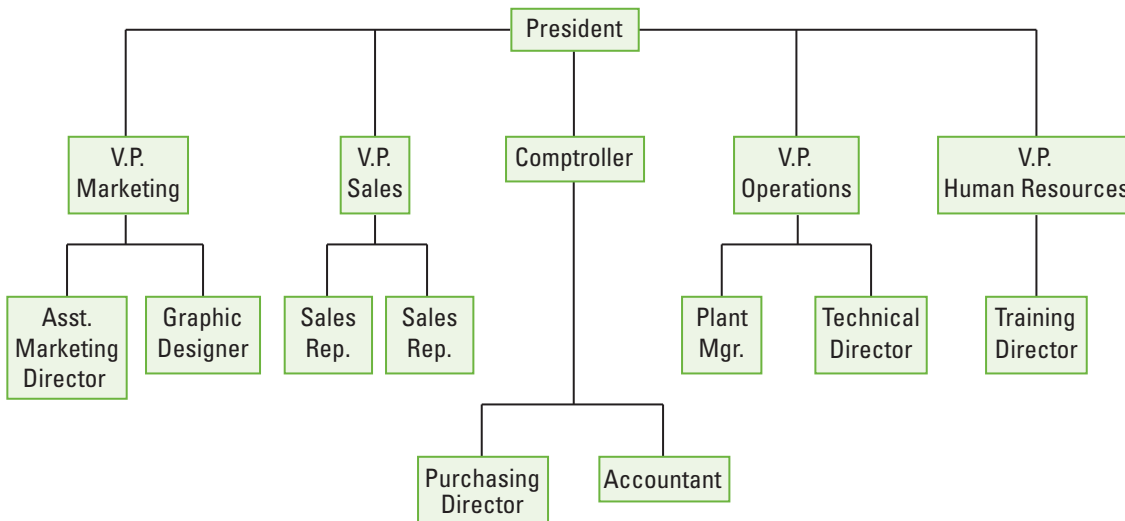 President
V.P.
Marketing
V.P.
Sales
Comptroller
V.P.
Operations
V.P.
Human Resources
Asst.
Marketing
Director
Graphic
Designer
Sales
Rep.
Sales
Rep.
Plant
Mgr.
Technical
Director
Training
Director
Purchasing
Director
Accountant